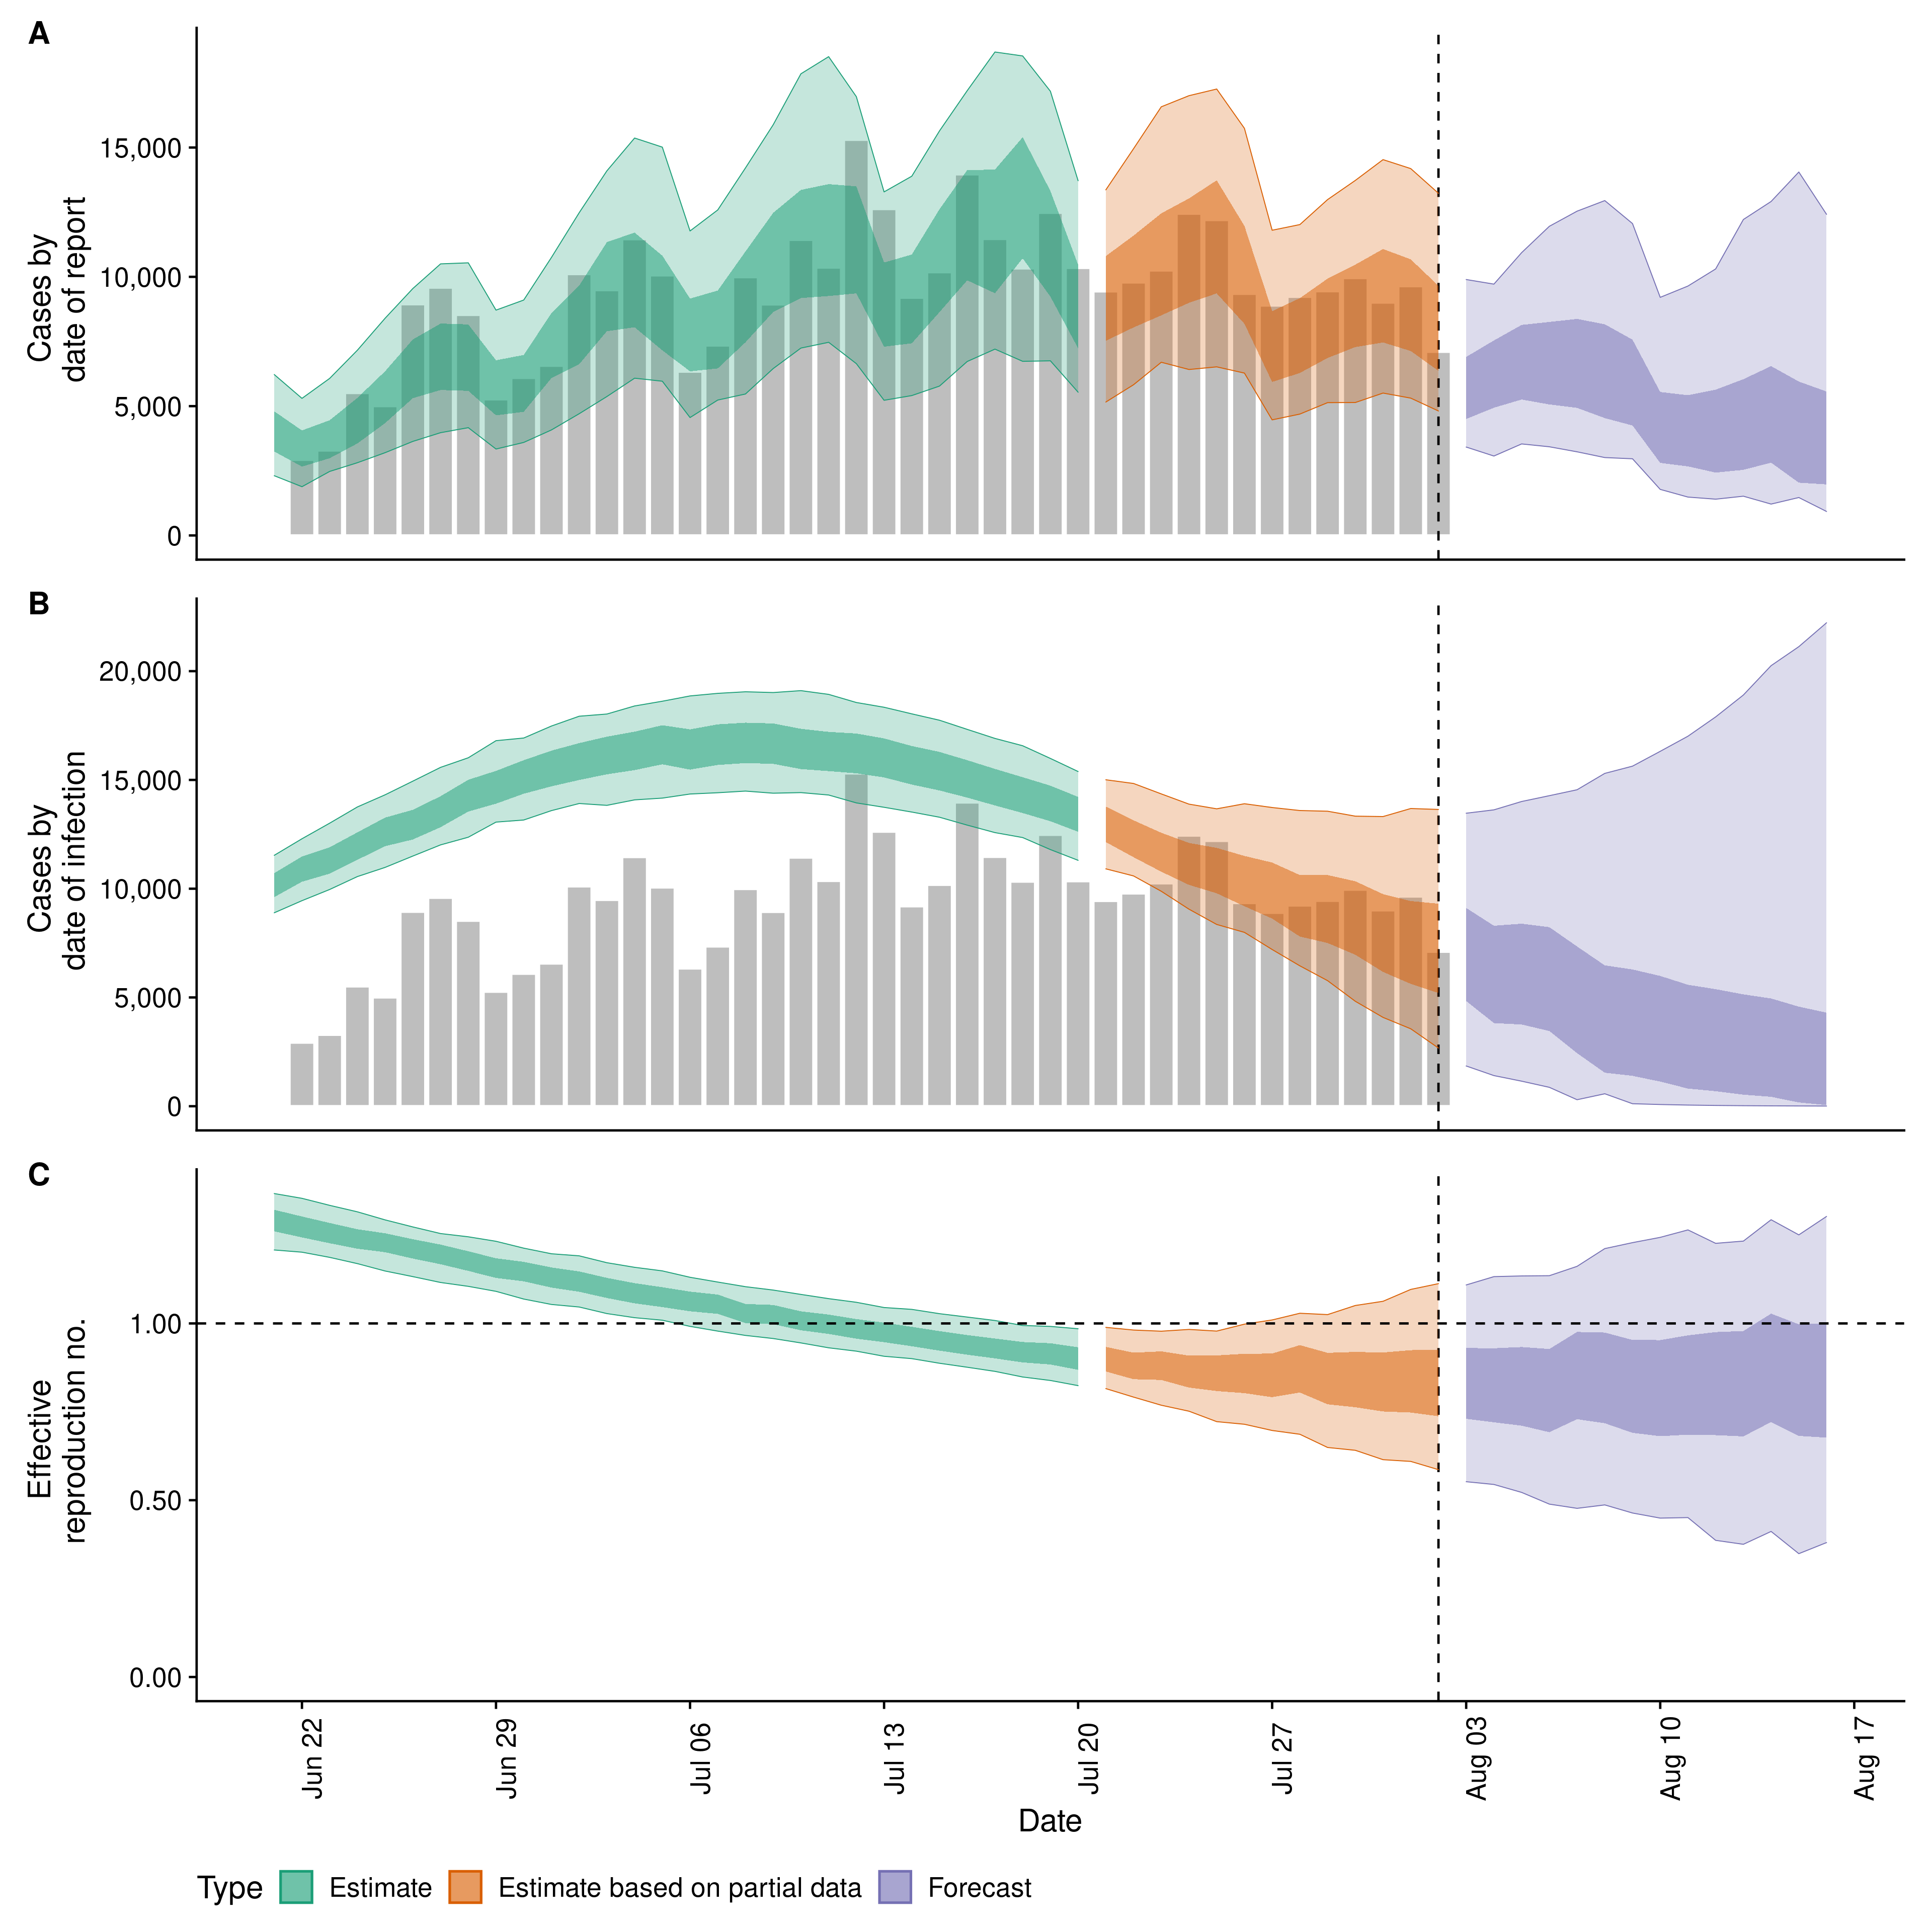 A
Cases by
date of report
15,000
10,000
5,000
0
B
Cases by
date of infection
20,000
15,000
10,000
5,000
0
C
Effective
reproduction no.
1.00
0.50
0.00
Jun 22
Jun 29
Jul 06
Jul 13
Jul 20
Jul 27
Aug 03
Aug 10
Aug 17
Date
Type Estimate Estimate based on partial data Forecast